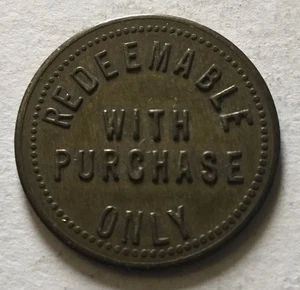 REDEEMABLE
WITH
PURCHASE
ONLY